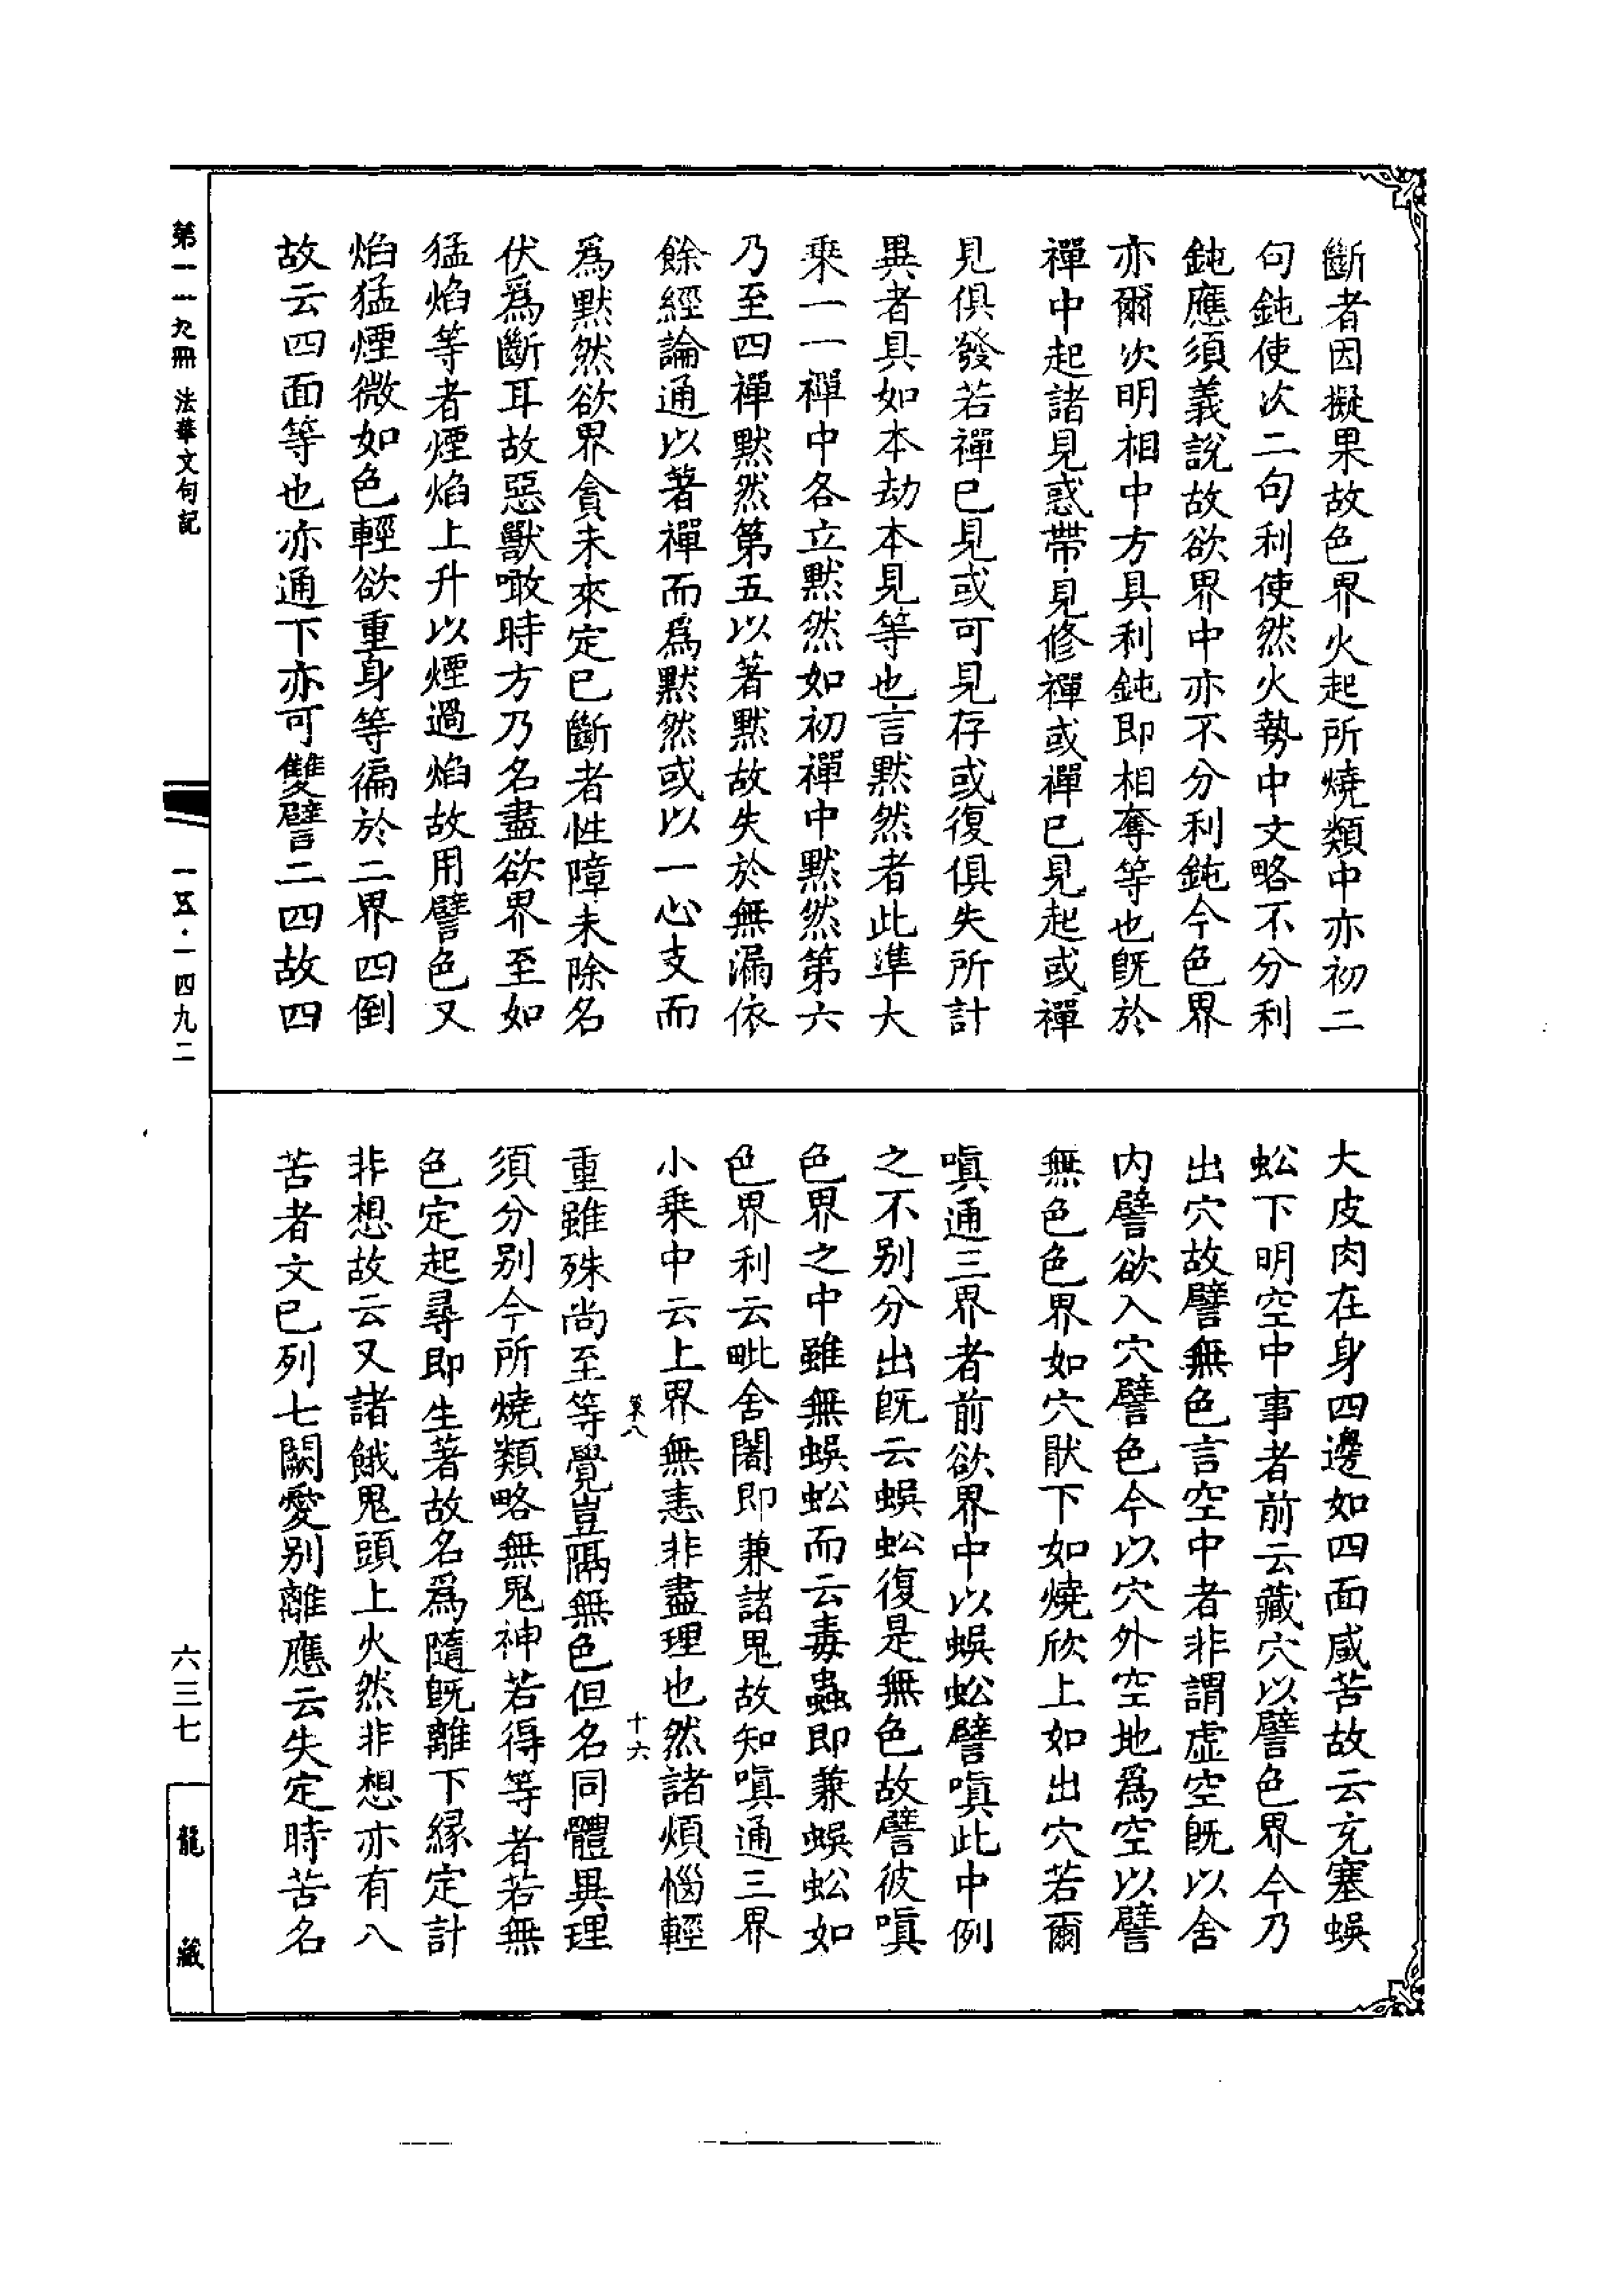 斷者因擬果故色界火起所燒類中亦初二
句鈍使次二句利使然火勢中文略不分利
鈍應須義說故欲界中亦不分利鈍今色界
亦爾次明相中方具利鈍即相奪等也旣於
禪中起諸見惑帶見修禪或禪已見起或禪
見俱發若禪已見或可見存或復俱失所計
異者具如本劫本見等也言默然者此準大
乘一一禪中各立默然如初禪中默然第六
乃至四禪默然第五以著默故失於無漏依
餘經論通以著禪而爲默然或以一心支而
爲默然欲界貪未來定已斷者性障未除名
伏爲斷耳故惡獸噉時方乃名盡欲界至如
猛焰等者煙焰上升以煙過焰故用譬色又
焰猛煙微如色輕欲重身等徧於二界四倒
故云四面等也亦通下亦可雙譬二四故四
大皮肉在身四邊如四面咸苦故云充塞蜈
蚣下明空中事者前云藏穴以譬色界今乃
出穴故譬無色言空中者非謂虛空旣以舍
内譬欲入穴譬色今以穴外空地爲空以譬
無色色界如穴猒下如燒欣上如出穴若爾
嗔通三界者前欲界中以蜈蚣譬嗔此中例
之不别分出旣云蜈蚣復是無色故譬彼嗔
色界之中雖無蜈蚣而云毒蟲即兼蜈蚣如
色界利云毗舍闍即兼諸鬼故知嗔通三界
小乘中云上界無恚非盡理也然諸煩惱輕
第八 十六
重雖殊尚至等覺豈隔無色但名同體異理
須分别今所燒類略無鬼神若得等者若無
色定起尋即生著故名爲隨旣離下緣定計
非想故云又諸餓鬼頭上火然非想亦有八
苦者文已列七闕愛别離應云失定時苦名
第一一九冊 法華文句記
一五·一四九二
六三七
龍藏